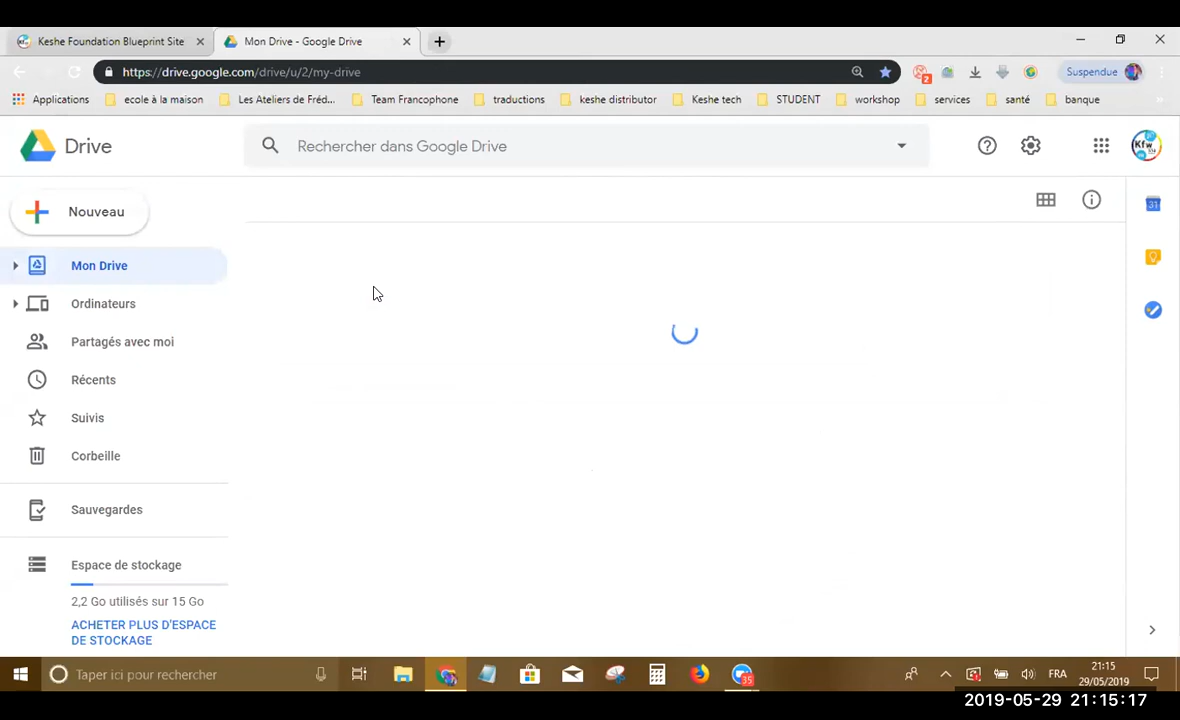 Keshe Foundation Blueprint Site
Mon Drive - Google Drive
https://drive.google.com/drive/u/2/my-drive
2
Suspendue
Applications
ecole à la maison
Les Ateliers de Fréd...
Team Francophone
traductions
keshe distributor
Keshe tech
STUDENT
workshop
services
santé
banque
»
Drive
Rechercher dans Google Drive
Kfw
Nouveau
31
Mon Drive
Ordinateurs
Partagés avec moi
Récents
Suivis
Corbeille
Sauvegardes
Espace de stockage
2,2 Go utilisés sur 15 Go
ACHETER PLUS D'ESPACE
DE STOCKAGE
Taper ici pour rechercher
35
FRA
21:15
29/05/2019
2019-05-29 21:15:17